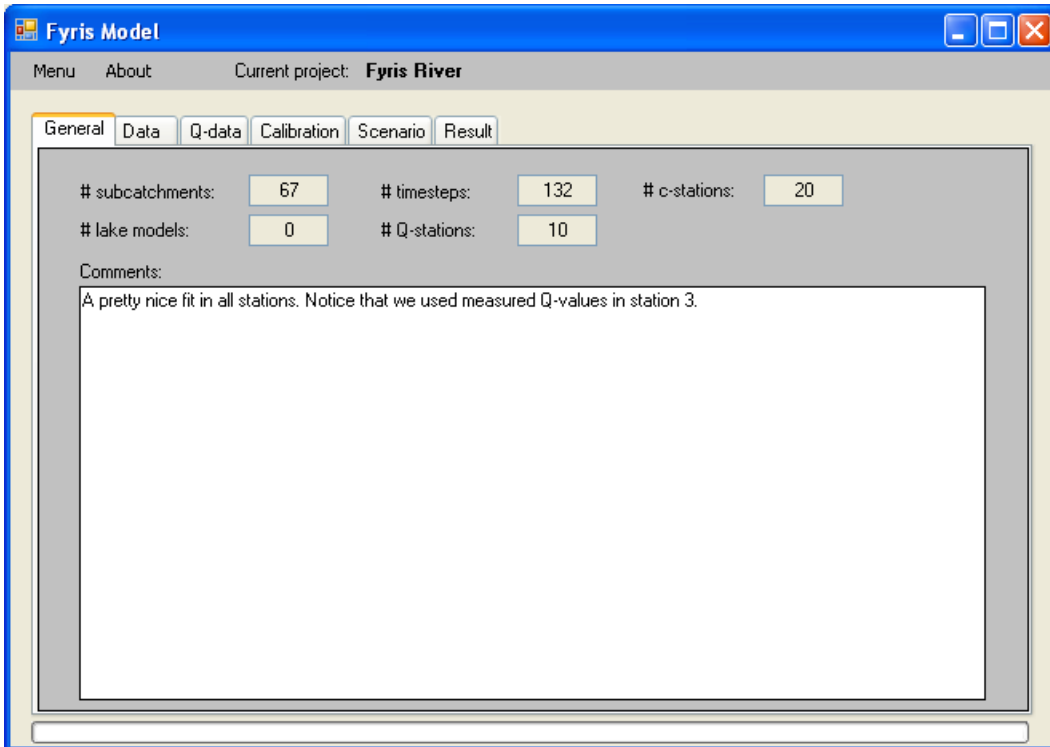 Fyris Model
Menu About Current project: Fyris River
General Data Q-data Calibration Scenario Result
# subcatchments: 67 # timesteps: 132 # c-stations: 20
# lake models: 0 # Q-stations: 10
Comments:
A pretty nice fit in all stations. Notice that we used measured Q-values in station 3.